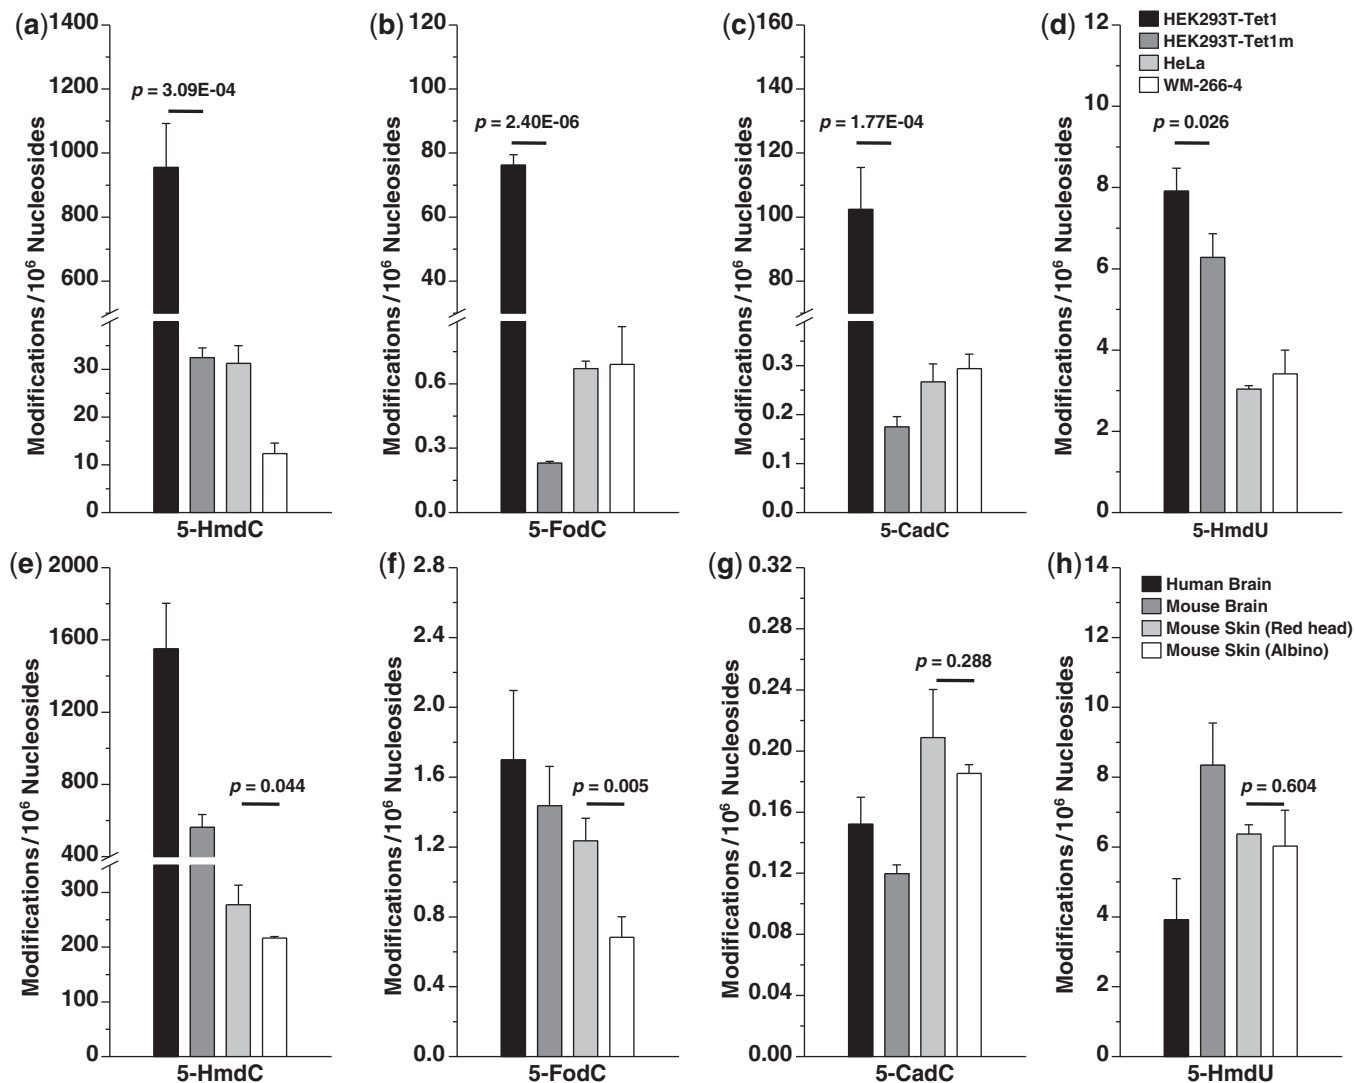 (a)
1400
1200
1000
800
600
30
20
10
0
Modifications/10⁶ Nucleosides
p = 3.09E-04
5-HmdC
(b)
100
80
60
40
0.6
0.3
0.0
Modifications/10⁶ Nucleosides
p = 2.40E-06
5-FodC
(c)
160
140
120
100
80
60
0.3
0.2
0.1
0.0
Modifications/10⁶ Nucleosides
p = 1.77E-04
5-CadC
(d)
12
10
8
6
4
2
0
Modifications/10⁶ Nucleosides
HEK293T-Tet1
HEK293T-Tet1m
HeLa
WM-266-4
p = 0.026
5-HmdU
(e)
2000
1600
1200
800
400
300
200
100
0
Modifications/10⁶ Nucleosides
p = 0.044
5-HmdC
(f)
2.8
2.4
2.0
1.6
1.2
0.8
0.4
0.0
Modifications/10⁶ Nucleosides
p = 0.005
5-FodC
(g)
0.32
0.28
0.24
0.20
0.16
0.12
0.08
0.04
0.00
Modifications/10⁶ Nucleosides
p = 0.288
5-CadC
(h)
14
12
10
8
6
4
2
0
Modifications/10⁶ Nucleosides
Human Brain
Mouse Brain
Mouse Skin (Red head)
Mouse Skin (Albino)
p = 0.604
5-HmdU